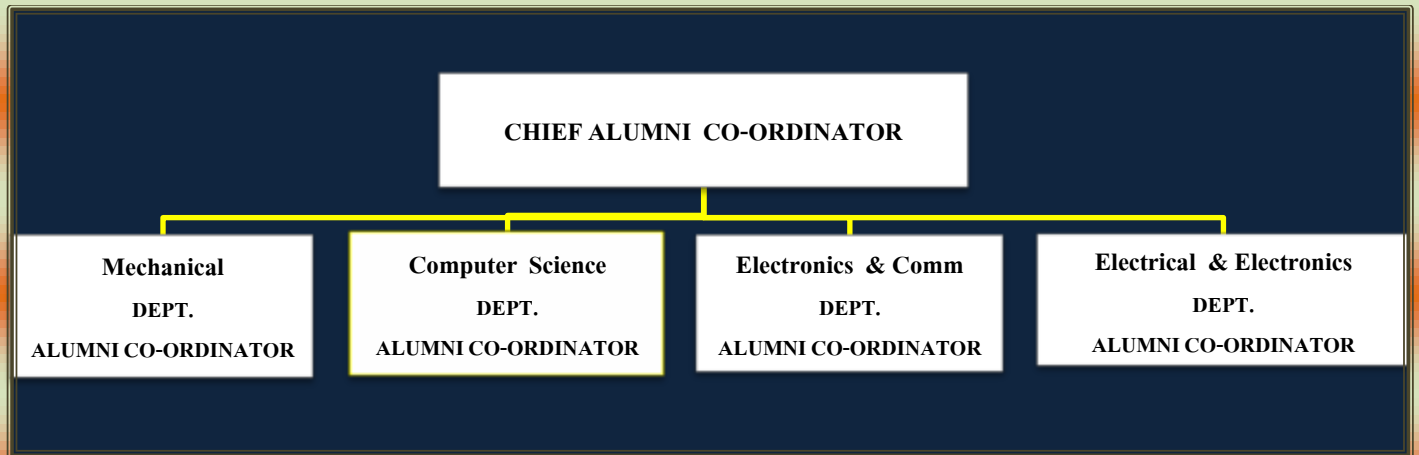 CHIEF ALUMNI CO-ORDINATOR
Mechanical
DEPT.
ALUMNI CO-ORDINATOR
Computer Science
DEPT.
ALUMNI CO-ORDINATOR
Electronics & Comm
DEPT.
ALUMNI CO-ORDINATOR
Electrical & Electronics
DEPT.
ALUMNI CO-ORDINATOR